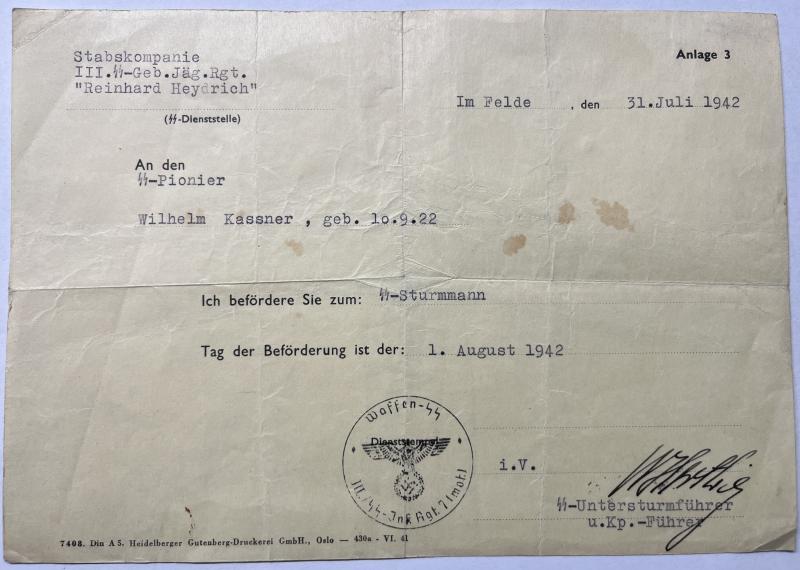 Stabskompanie
Anlage 3
III.ᛋᛋ-Geb.Jäg.Rgt.
"Reinhard Heydrich"
Im Felde , den 31.Juli 1942
(ᛋᛋ-Dienststelle)
An den
ᛋᛋ-Pionier
Wilhelm Kassner , geb. lo.9.22
Ich befördere Sie zum: ᛋᛋ-Sturmmann
Tag der Beförderung ist der: 1. August 1942
Waffen-ᛋᛋ
Dienststempel
III./ᛋᛋ-Inf. Rgt. 7 (mot)
i.V.
ᛋᛋ-Untersturmführer
u.Kp.-Führer
7408. Din A 5. Heidelberger Gutenberg-Druckerei GmbH., Oslo — 430a - VI. 41